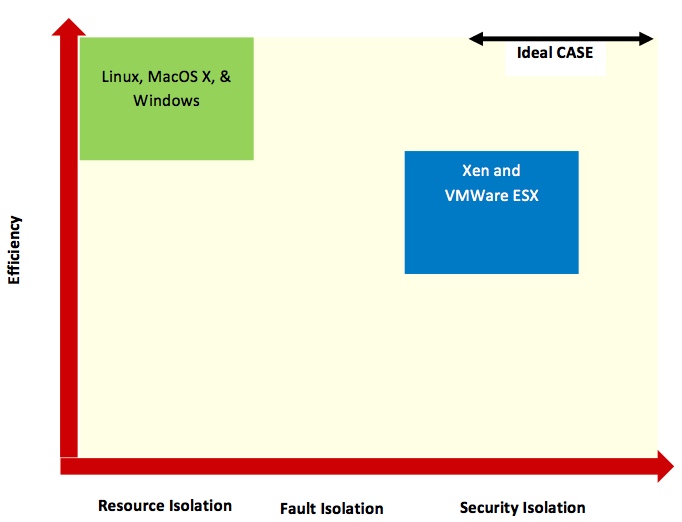 Ideal CASE
Linux, MacOS X, &
Windows
Xen and
VMWare ESX
Efficiency
Resource Isolation
Fault Isolation
Security Isolation